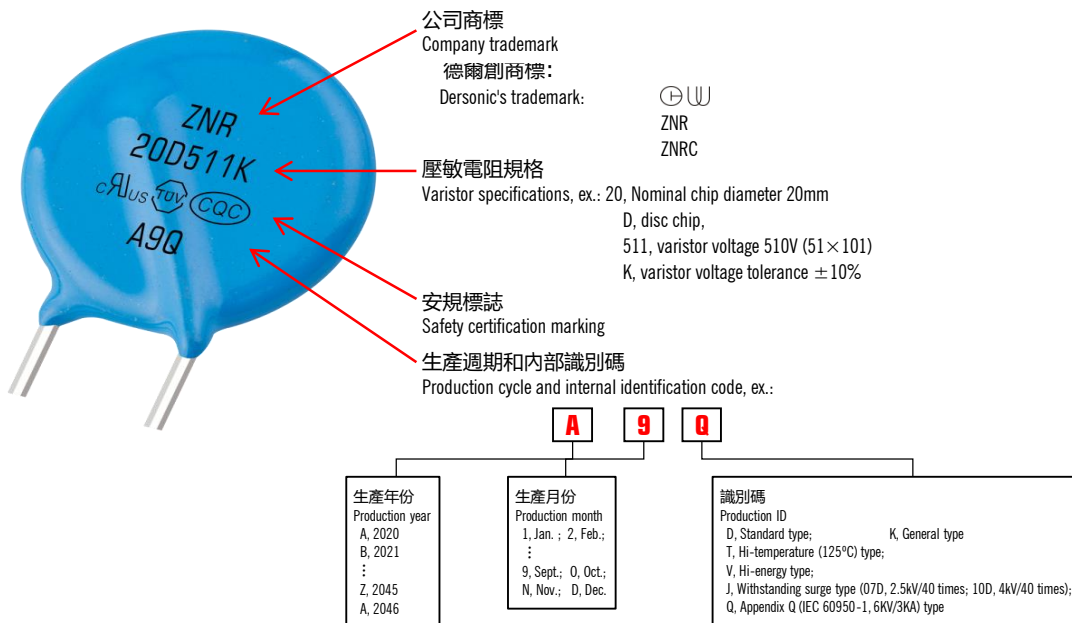 公司商標
Company trademark
德爾創商標：
Dersonic's trademark:
ZNR
ZNRC
ZNR
20D511K
c RU US TUV CQC
A9Q
壓敏電阻規格
Varistor specifications, ex.: 20, Nominal chip diameter 20mm
D, disc chip,
511, varistor voltage 510V (51×101)
K, varistor voltage tolerance ±10%
安規標誌
Safety certification marking
生產週期和內部識別碼
Production cycle and internal identification code, ex.:
A 9 Q
生產年份
Production year
A, 2020
B, 2021
⋮
Z, 2045
A, 2046
生產月份
Production month
1, Jan. ; 2, Feb.;
⋮
9, Sept.; O, Oct.;
N, Nov.; D, Dec.
識別碼
Production ID
D, Standard type; K, General type
T, Hi-temperature (125ºC) type;
V, Hi-energy type;
J, Withstanding surge type (07D, 2.5kV/40 times; 10D, 4kV/40 times);
Q, Appendix Q (IEC 60950-1, 6KV/3KA) type